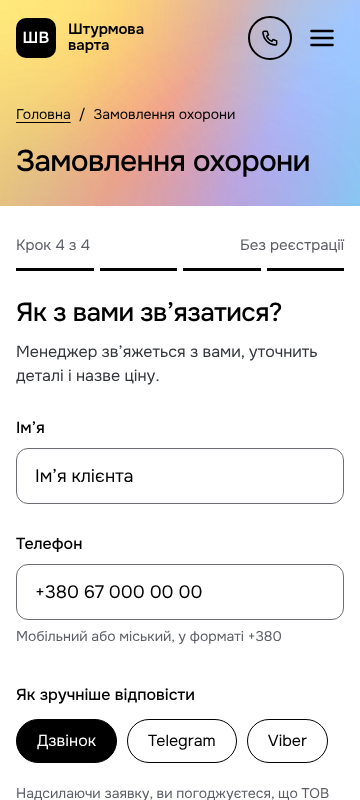 ШВ
Штурмова
варта
Головна / Замовлення охорони
Замовлення охорони
Крок 4 з 4
Без реєстрації
Як з вами зв’язатися?
Менеджер зв’яжеться з вами, уточнить
деталі і назве ціну.
Ім’я
Ім’я клієнта
Телефон
+380 67 000 00 00
Мобільний або міський, у форматі +380
Як зручніше відповісти
Дзвінок
Telegram
Viber
Надсилаючи заявку, ви погоджуєтеся, що ТОВ